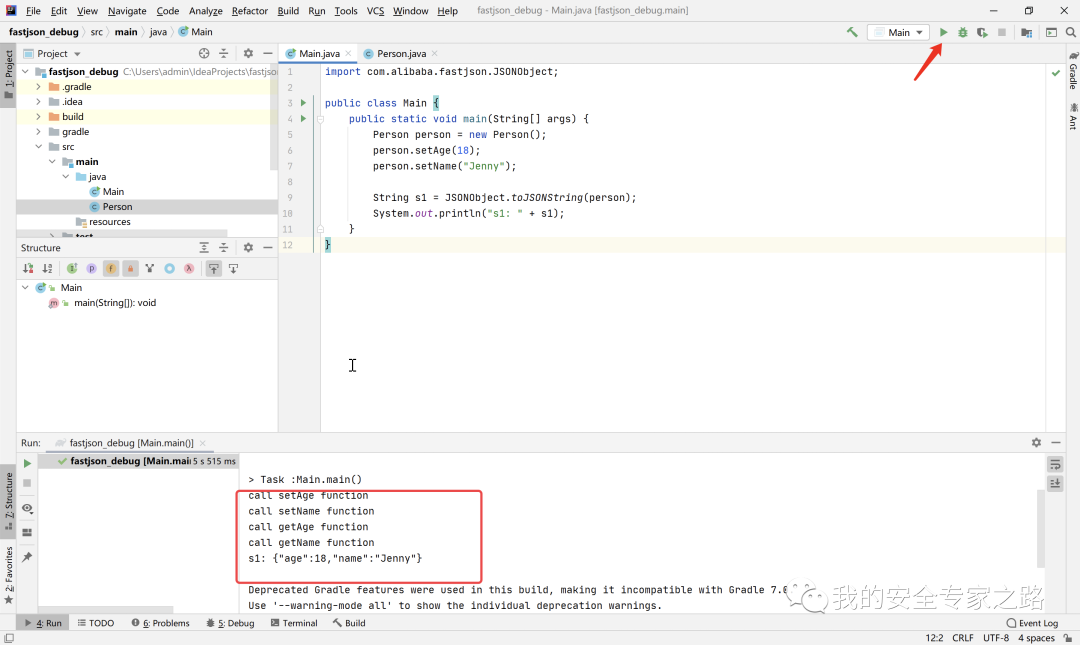 File Edit View Navigate Code Analyze Refactor Build Run Tools VCS Window Help fastjson_debug - Main.java [fastjson_debug.main]
fastjson_debug src main java Main
Main
1: Project
Project
Main.java Person.java
fastjson_debug C:\Users\admin\IdeaProjects\fastjso
.gradle
.idea
build
gradle
src
main
java
Main
Person
resources
test
1 import com.alibaba.fastjson.JSONObject;
2
3 public class Main {
4 public static void main(String[] args) {
5 Person person = new Person();
6 person.setAge(18);
7 person.setName("Jenny");
8
9 String s1 = JSONObject.toJSONString(person);
10 System.out.println("s1: " + s1);
11 }
12 }
Gradle
Ant
Structure
Main
main(String[]): void
Run: fastjson_debug [Main.main()]
fastjson_debug [Main.mai 5 s 515 ms
> Task :Main.main()
call setAge function
call setName function
call getAge function
call getName function
s1: {"age":18,"name":"Jenny"}
Deprecated Gradle features were used in this build, making it incompatible with Gradle 7.0
Use '--warning-mode all' to show the individual deprecation warnings.
我的安全专家之路
7: Structure
2: Favorites
4: Run TODO 6: Problems 5: Debug Terminal Build Event Log
12:2 CRLF UTF-8 4 spaces